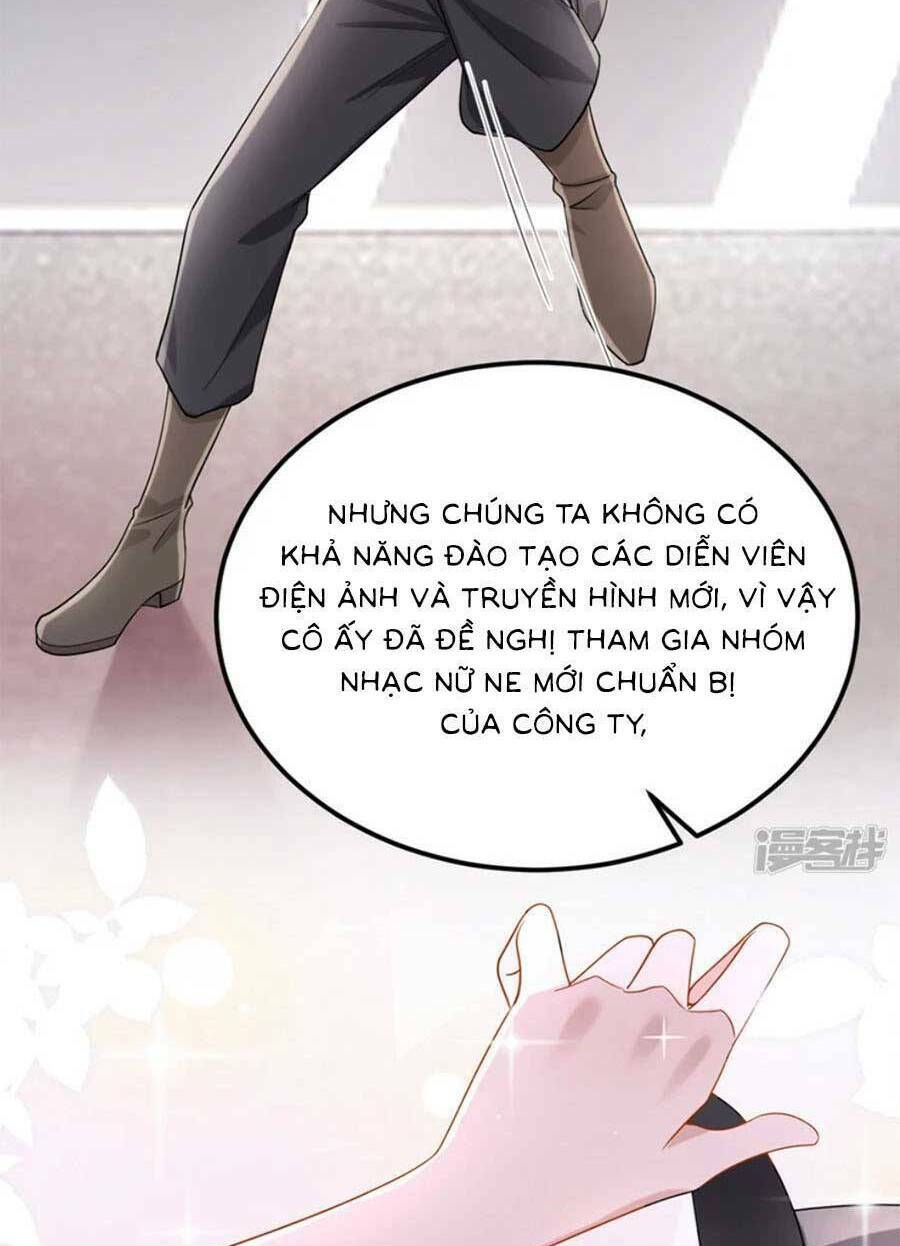 NHƯNG CHÚNG TA KHÔNG CÓ
KHẢ NĂNG ĐÀO TẠO CÁC DIỄN VIÊN
ĐIỆN ẢNH VÀ TRUYỀN HÌNH MỚI, VÌ VẬY
CÔ ẤY ĐÃ ĐỀ NGHỊ THAM GIA NHÓM
NHẠC NỮ NE MỚI CHUẨN BỊ
CỦA CÔNG TY,
漫客栈